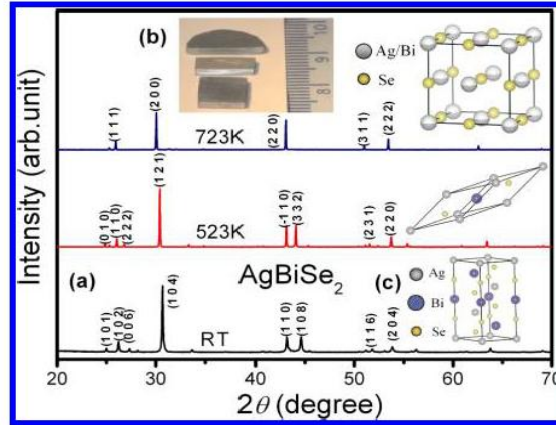 (b)
10
9
8
Ag/Bi
Se
Intensity (arb.unit)
(1 1 1)
(2 0 0)
723K
(2 2 0)
(3 1 1)
(2 2 2)
(0 1 0)
(1 1 0)
(2 2 2)
(1 2 1)
523K
(-1 1 0)
(3 3 2)
(2 3 1)
(2 2 0)
(a)
AgBiSe2
(c)
Ag
Bi
Se
(1 0 1)
(1 0 2)
(0 0 6)
(1 0 4)
RT
(1 1 0)
(1 0 8)
(1 1 6)
(2 0 4)
20 30 40 50 60 70
2θ (degree)